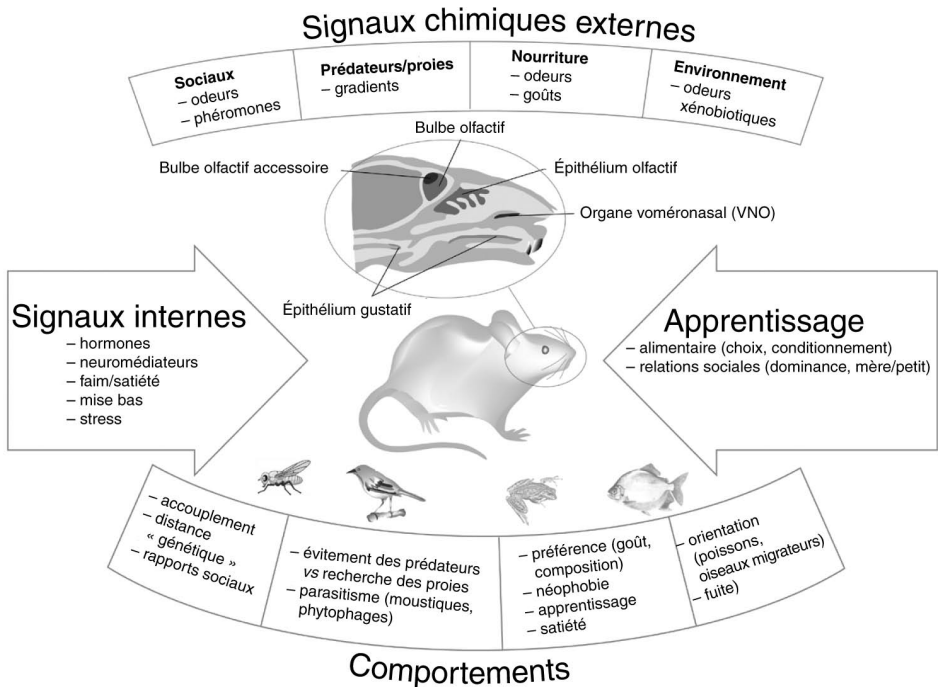 Signaux chimiques externes
Sociaux
– odeurs
– phéromones
Prédateurs/proies
– gradients
Nourriture
– odeurs
– goûts
Environnement
– odeurs
xénobiotiques
Bulbe olfactif
Bulbe olfactif accessoire
Épithélium olfactif
Organe voméronasal (VNO)
Épithélium gustatif
Signaux internes
– hormones
– neuromédiateurs
– faim/satiété
– mise bas
– stress
Apprentissage
– alimentaire (choix, conditionnement)
– relations sociales (dominance, mère/petit)
– accouplement
– distance
« génétique »
– rapports sociaux
– évitement des prédateurs
vs recherche des proies
– parasitisme (moustiques,
phytophages)
– préférence (goût,
composition)
– néophobie
– apprentissage
– satiété
– orientation
(poissons,
oiseaux migrateurs)
– fuite)
Comportements